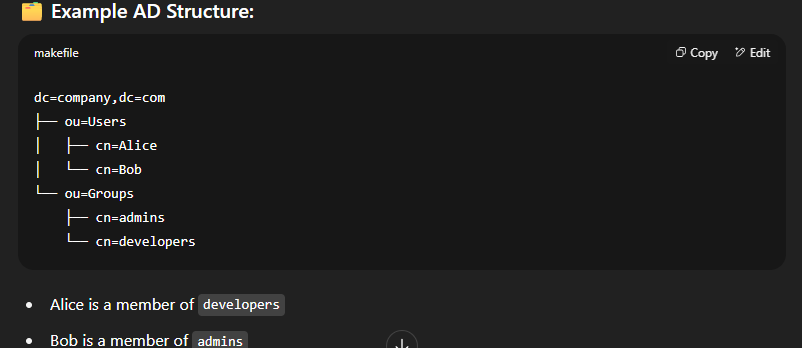 Example AD Structure:
makefile
Copy
Edit
dc=company,dc=com
├── ou=Users
│   ├── cn=Alice
│   └── cn=Bob
└── ou=Groups
    ├── cn=admins
    └── cn=developers
Alice is a member of developers
Bob is a member of admins